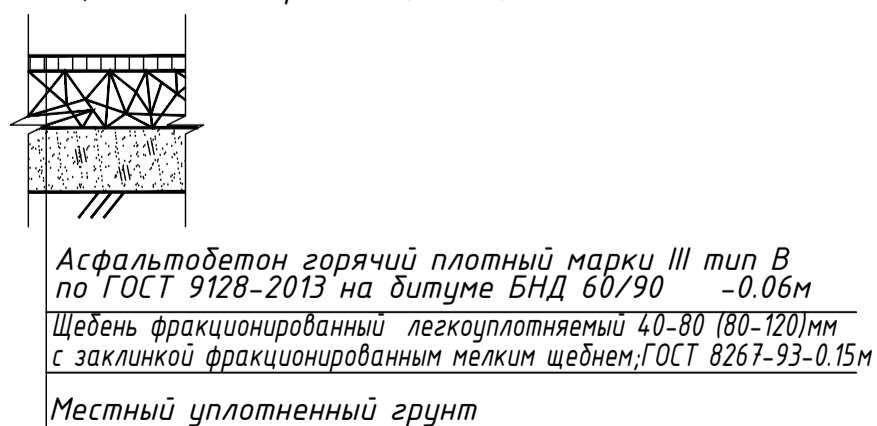 Асфальтобетон горячий плотный марки III тип В
по ГОСТ 9128-2013 на битуме БНД 60/90 -0.06м
Щебень фракционированный легкоуплотняемый 40-80 (80-120)мм
с заклинкой фракционированным мелким щебнем;ГОСТ 8267-93-0.15м
Местный уплотненный грунт